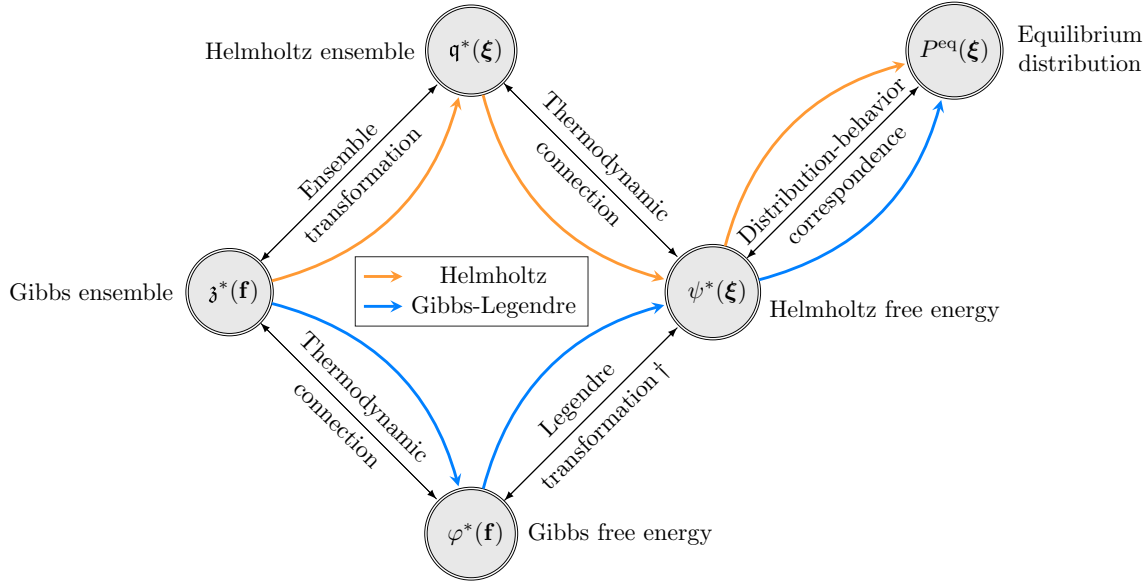 Helmholtz ensemble
𝔮*(ξ)
P^eq(ξ)
Equilibrium
distribution
Ensemble
transformation
Thermodynamic
connection
Distribution-behavior
correspondence
Gibbs ensemble
𝔷*(f)
Helmholtz
Gibbs-Legendre
ψ*(ξ)
Helmholtz free energy
Thermodynamic
connection
Legendre
transformation †
φ*(f)
Gibbs free energy